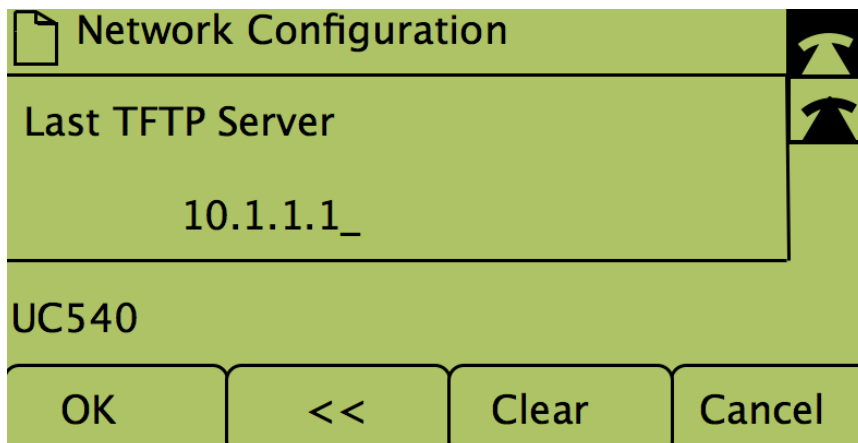 Network Configuration
Last TFTP Server
10.1.1.1_
UC540
OK << Clear Cancel